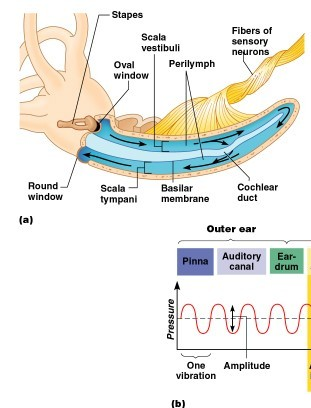 Stapes
Scala
vestibuli
Fibers of
sensory
neurons
Oval
window
Perilymph
Round
window
Scala
tympani
Basilar
membrane
Cochlear
duct
(a)
Outer ear
Pinna
Auditory
canal
Ear-
drum
Pressure
One
vibration
Amplitude
(b)